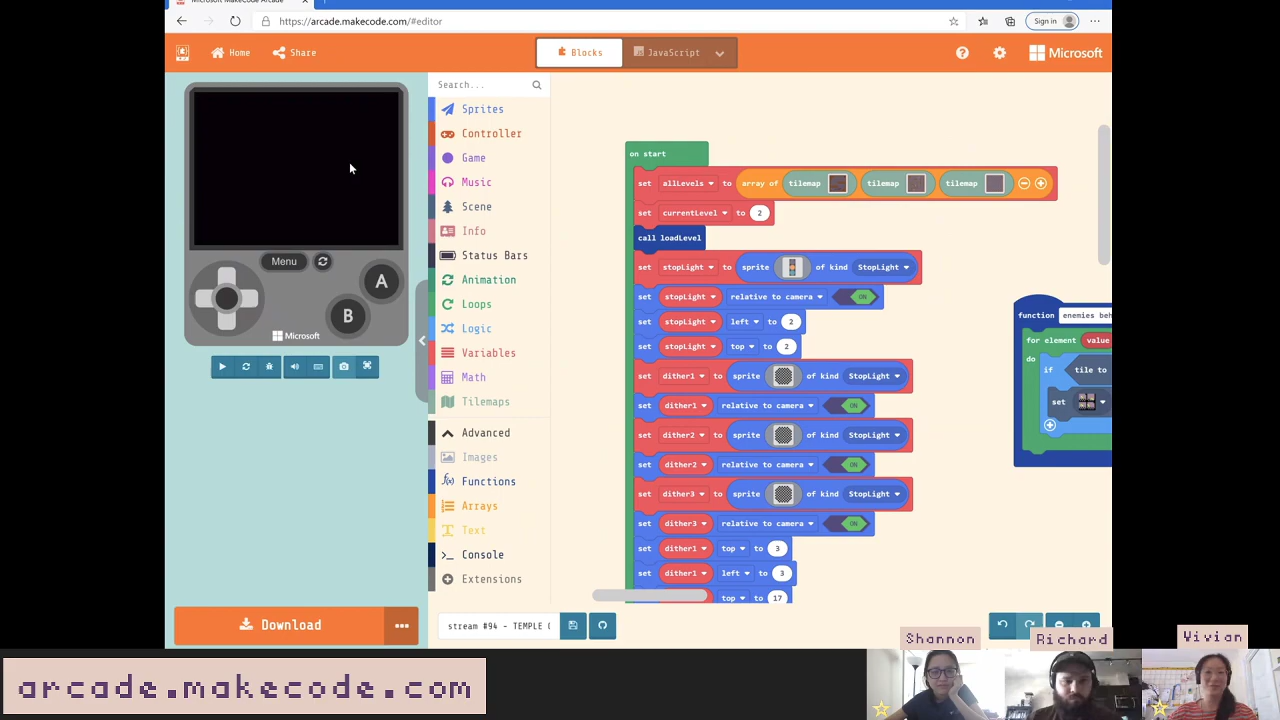 Microsoft MakeCode Arcade
https://arcade.makecode.com/#editor
Sign in
Home
Share
Blocks
JavaScript
Microsoft
Search...
Sprites
Controller
Game
Music
Scene
Info
Status Bars
Animation
Loops
Logic
Variables
Math
Tilemaps
Advanced
Images
Functions
Arrays
Text
Console
Extensions
Menu
A
B
Microsoft
Download
on start
set allLevels to array of tilemap tilemap tilemap
set currentLevel to 2
call loadLevel
set stopLight to sprite of kind StopLight
set stopLight relative to camera ON
set stopLight left to 2
set stopLight top to 2
set dither1 to sprite of kind StopLight
set dither1 relative to camera ON
set dither2 to sprite of kind StopLight
set dither2 relative to camera ON
set dither3 to sprite of kind StopLight
set dither3 relative to camera ON
set dither1 top to 3
set dither1 left to 3
top to 17
function enemies beh
for element value
do
if tile to
set
stream #94 - TEMPLE
Shannon
Richard
Vivian
arcade.makecode.com